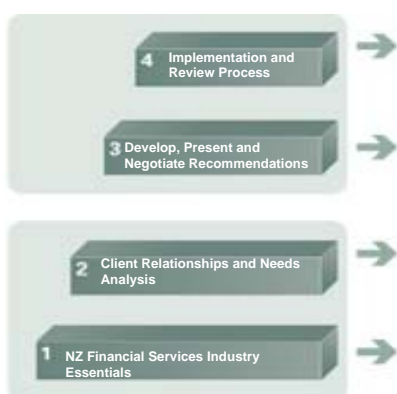 4 Implementation and
Review Process
3 Develop, Present and
Negotiate Recommendations
2 Client Relationships and Needs
Analysis
1 NZ Financial Services Industry
Essentials